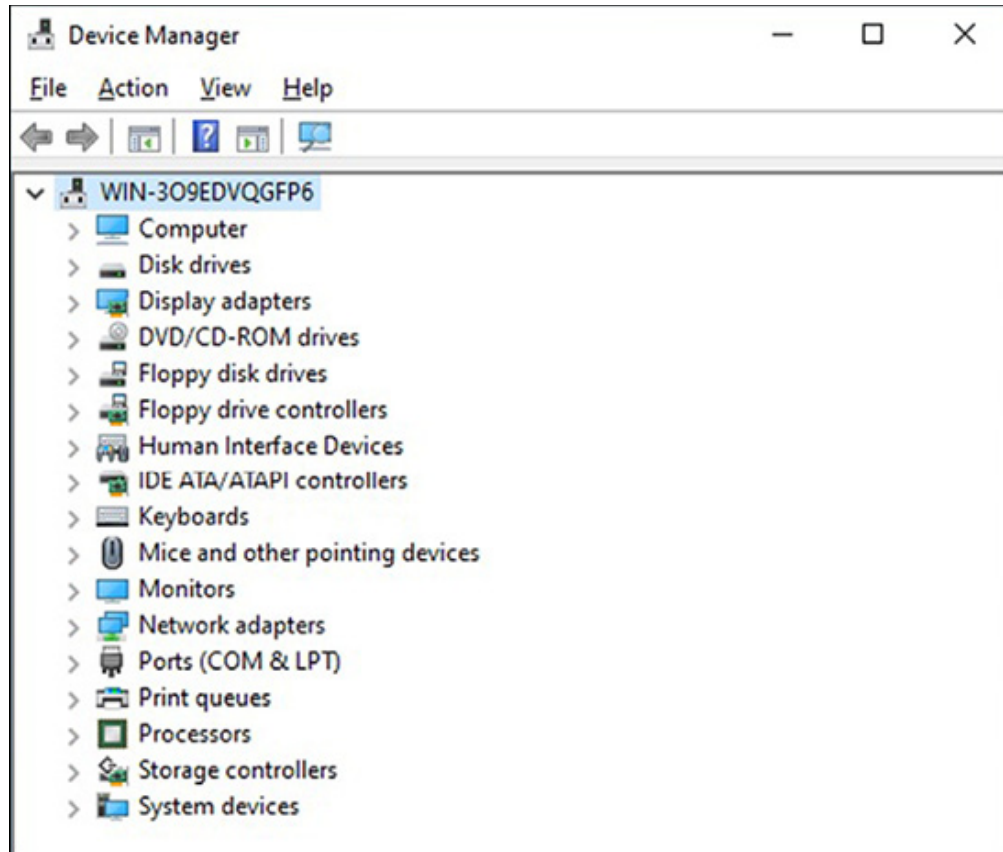 Device Manager
File Action View Help
WIN-3O9EDVQGFP6
Computer
Disk drives
Display adapters
DVD/CD-ROM drives
Floppy disk drives
Floppy drive controllers
Human Interface Devices
IDE ATA/ATAPI controllers
Keyboards
Mice and other pointing devices
Monitors
Network adapters
Ports (COM & LPT)
Print queues
Processors
Storage controllers
System devices